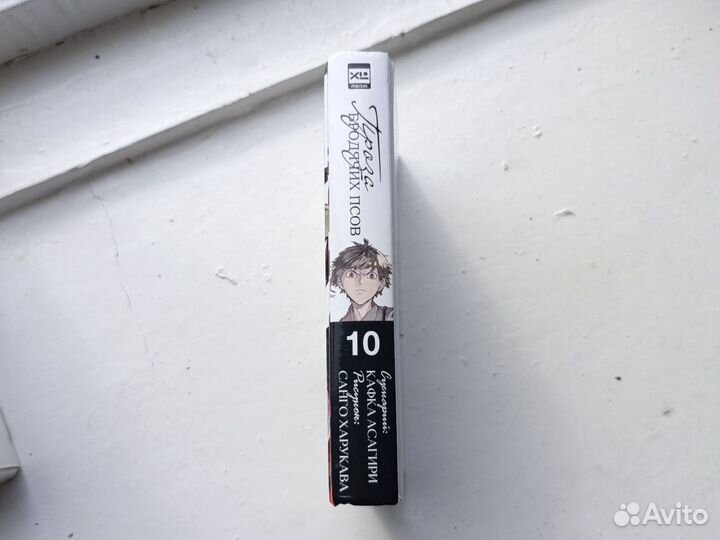 XL
MEDIA
Проза
БРОДЯЧИХ ПСОВ
10
Сценарий:
КАФКА АСАГИРИ
Рисунок:
САНГО ХАРУКАВА
Avito